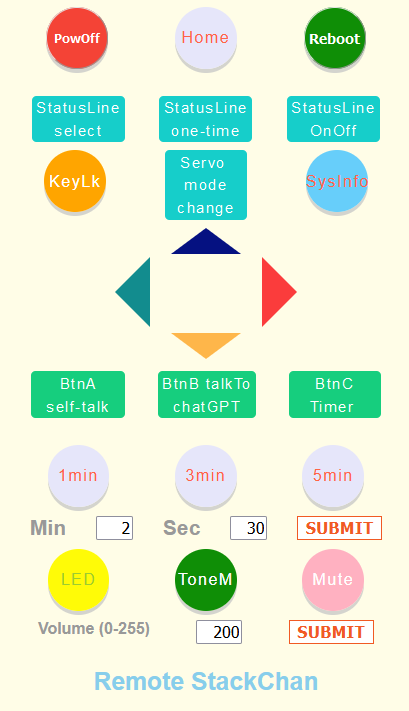 PowOff Home Reboot
StatusLine StatusLine StatusLine
select one-time OnOff
KeyLk Servo mode change SysInfo
BtnA BtnB talkTo BtnC
self-talk chatGPT Timer
1min 3min 5min
Min 2 Sec 30 SUBMIT
LED ToneM Mute
Volume (0-255) 200 SUBMIT
Remote StackChan